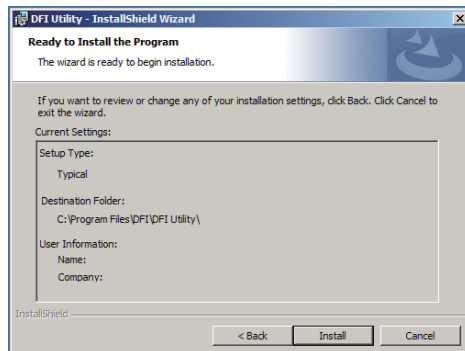 DFI Utility - InstallShield Wizard
Ready to Install the Program
The wizard is ready to begin installation.
If you want to review or change any of your installation settings, click Back. Click Cancel to
exit the wizard.
Current Settings:
Setup Type:
Typical
Destination Folder:
C:\Program Files\DFI\DFI Utility\
User Information:
Name:
Company:
InstallShield
< Back Install Cancel